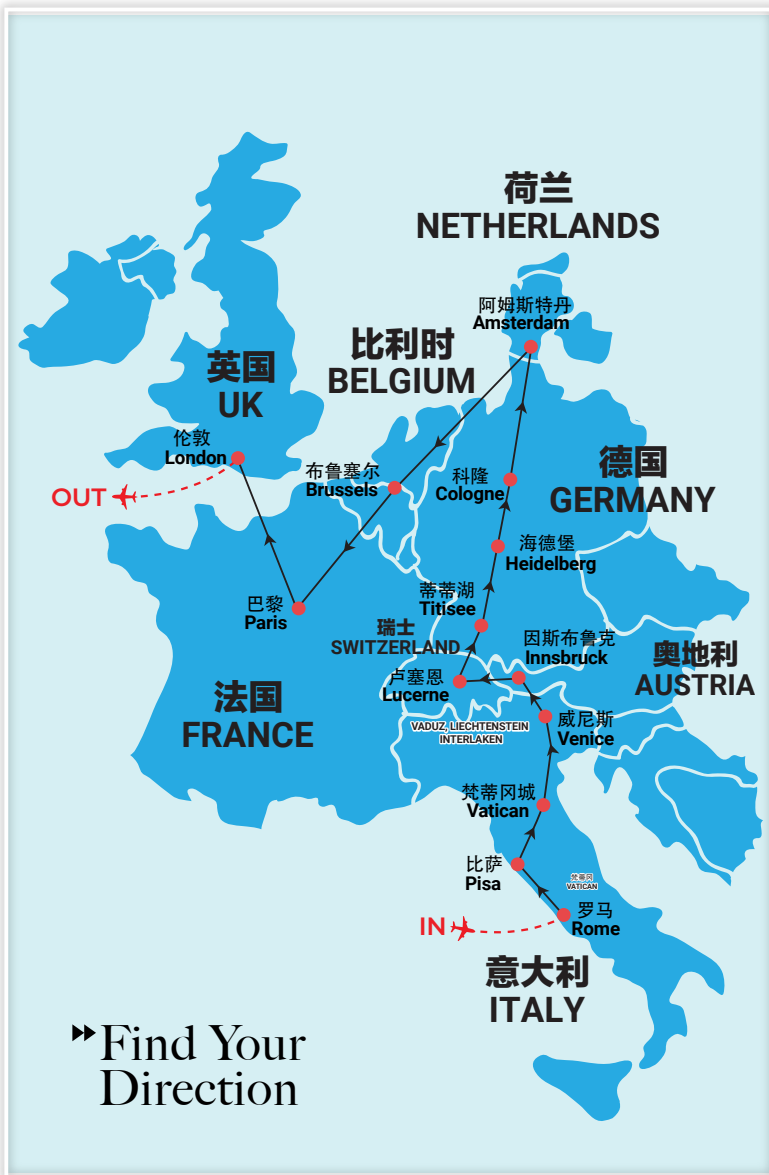 荷兰
NETHERLANDS
阿姆斯特丹
Amsterdam
比利时
BELGIUM
英国
UK
伦敦
London
OUT
布鲁塞尔
Brussels
科隆
Cologne
德国
GERMANY
海德堡
Heidelberg
巴黎
Paris
蒂蒂湖
Titisee
瑞士
SWITZERLAND
因斯布鲁克
Innsbruck
奥地利
AUSTRIA
卢塞恩
Lucerne
法国
FRANCE
VADUZ, LIECHTENSTEIN
INTERLAKEN
威尼斯
Venice
梵蒂冈城
Vatican
比萨
Pisa
梵蒂冈
VATICAN
罗马
Rome
IN
意大利
ITALY
Find Your
Direction